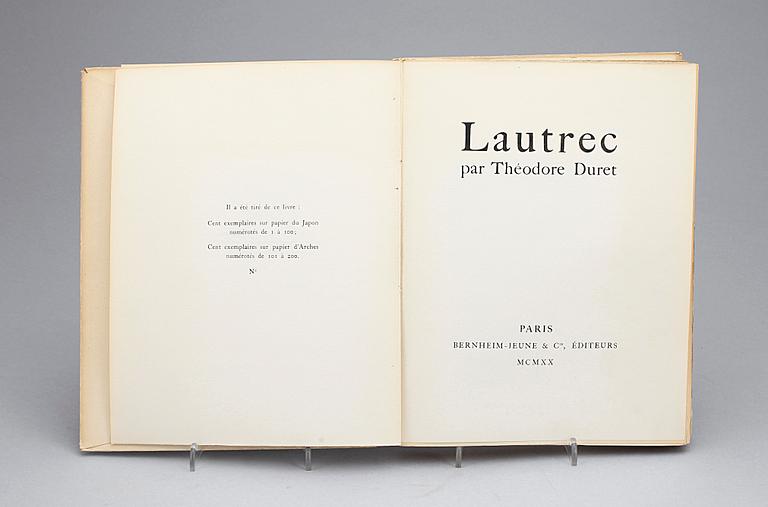 Il a été tiré de ce livre :
Cent exemplaires sur papier du Japon
numérotés de 1 à 100;
Cent exemplaires sur papier d'Arches
numérotés de 101 à 200.
N°
Lautrec
par Théodore Duret
PARIS
BERNHEIM-JEUNE & Cie, ÉDITEURS
MCMXX